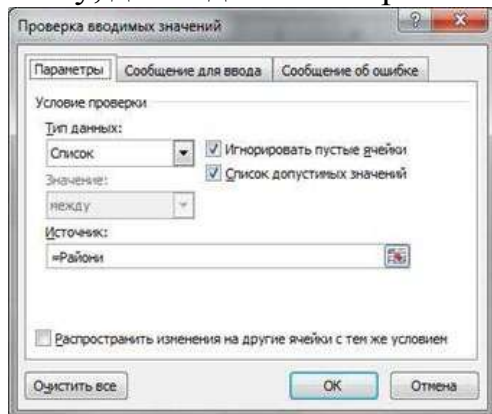 Проверка вводимых значений
Параметры Сообщение для ввода Сообщение об ошибке
Условие проверки
Тип данных:
Список
Игнорировать пустые ячейки
Список допустимых значений
Значение:
между
Источник:
=Райони
Распространить изменения на другие ячейки с тем же условием
Очистить все ОК Отмена